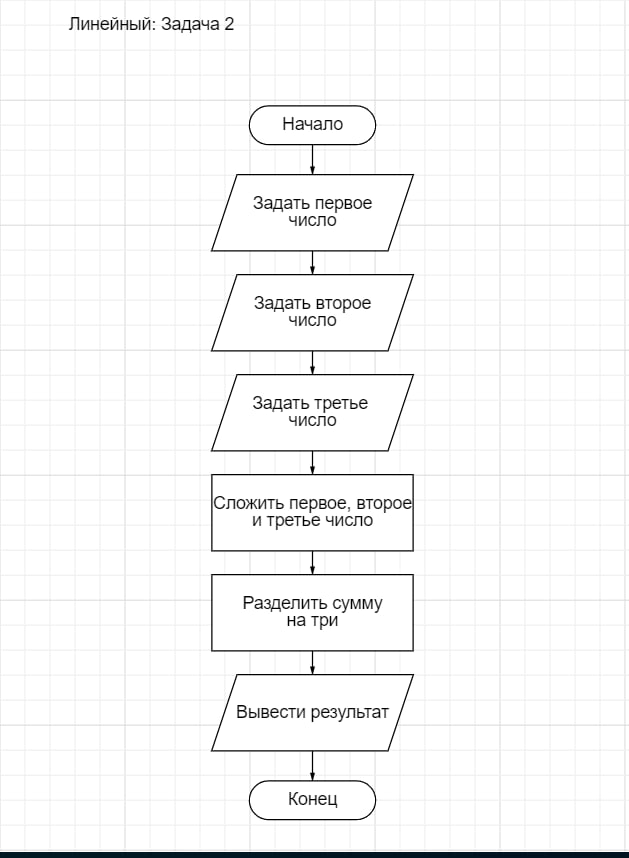 Линейный: Задача 2
Начало
Задать первое
число
Задать второе
число
Задать третье
число
Сложить первое, второе
и третье число
Разделить сумму
на три
Вывести результат
Конец